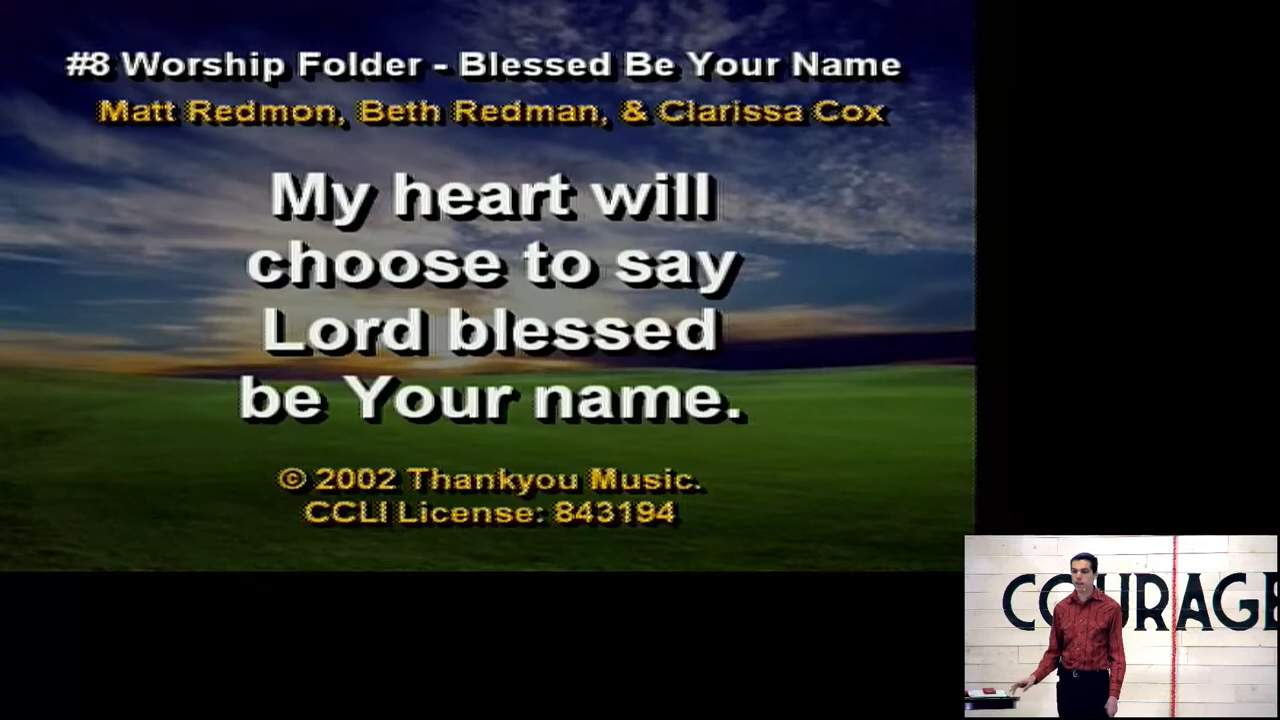 #8 Worship Folder - Blessed Be Your Name
Matt Redmon, Beth Redman, & Clarissa Cox
My heart will
choose to say
Lord blessed
be Your name.
© 2002 Thankyou Music.
CCLI License: 843194
COURAGE